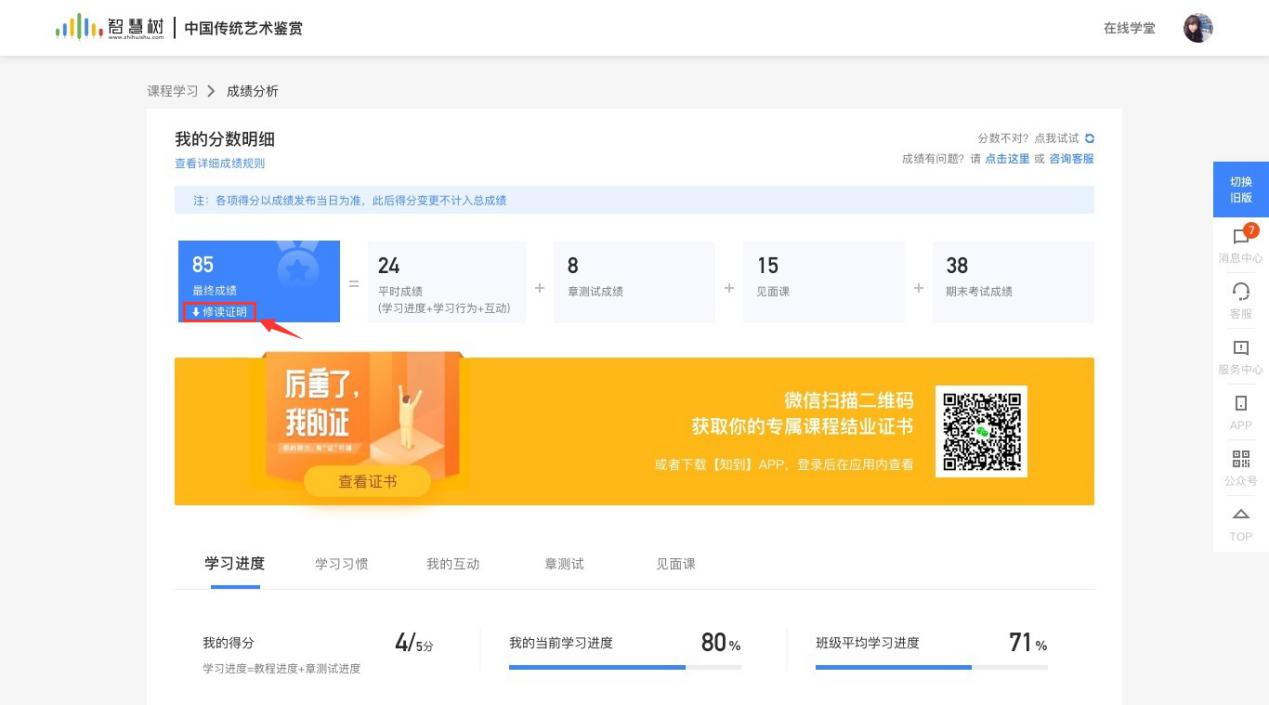 智慧树
www.zhihuishu.com
中国传统艺术鉴赏
在线学堂
课程学习 > 成绩分析
我的分数明细
查看详细成绩规则
分数不对？点我试试
成绩有问题？请 点击这里 或 咨询客服
注：各项得分以成绩发布当日为准，此后得分变更不计入总成绩
85
最终成绩
修读证明
=
24
平时成绩
(学习进度+学习行为+互动)
+
8
章测试成绩
+
15
见面课
+
38
期末考试成绩
厉害了，
我的证
查看证书
微信扫描二维码
获取你的专属课程结业证书
或者下载【知到】APP，登录后在应用内查看
学习进度
学习习惯
我的互动
章测试
见面课
我的得分
4/5分
学习进度=教程进度+章测试进度
我的当前学习进度
80%
班级平均学习进度
71%
切换
旧版
7
消息中心
客服
服务中心
APP
公众号
TOP